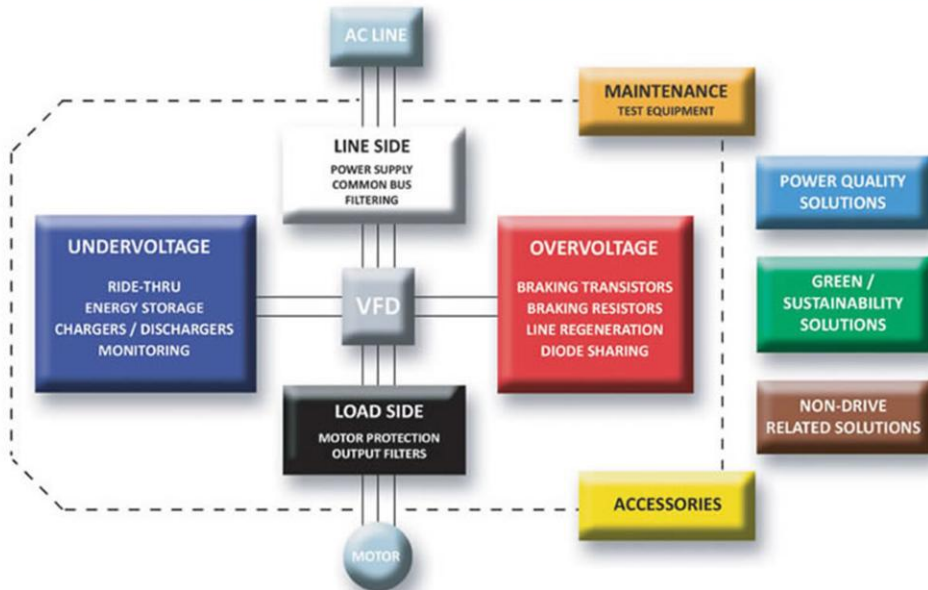 AC LINE
MAINTENANCE
TEST EQUIPMENT
LINE SIDE
POWER SUPPLY
COMMON BUS
FILTERING
POWER QUALITY
SOLUTIONS
UNDERVOLTAGE
RIDE-THRU
ENERGY STORAGE
CHARGERS / DISCHARGERS
MONITORING
VFD
OVERVOLTAGE
BRAKING TRANSISTORS
BRAKING RESISTORS
LINE REGENERATION
DIODE SHARING
GREEN /
SUSTAINABILITY
SOLUTIONS
LOAD SIDE
MOTOR PROTECTION
OUTPUT FILTERS
NON-DRIVE
RELATED SOLUTIONS
ACCESSORIES
MOTOR